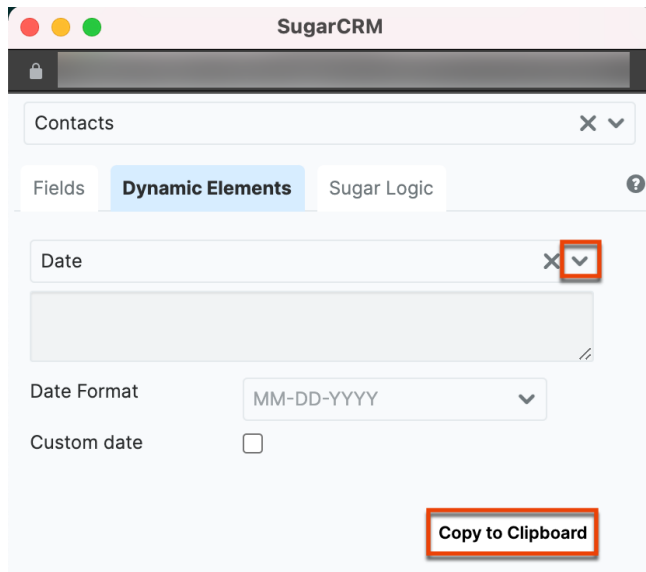 SugarCRM
Contacts
Fields Dynamic Elements Sugar Logic ?
Date
Date Format MM-DD-YYYY
Custom date
Copy to Clipboard